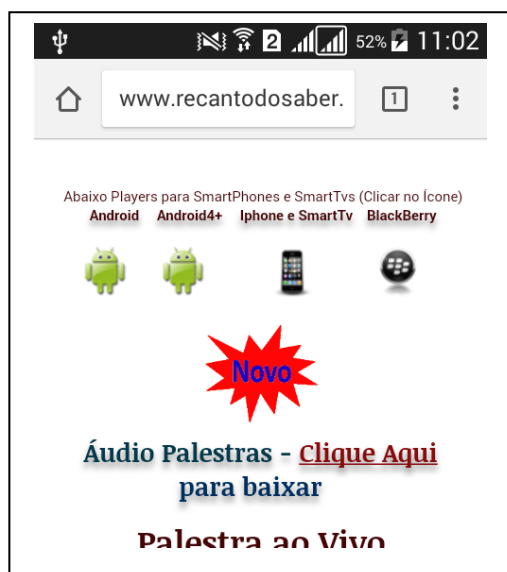 2 52% 11:02
www.recantodosaber. 1
Abaixo Players para SmartPhones e SmartTvs (Clicar no Ícone)
Android Android4+ Iphone e SmartTv BlackBerry
Novo
Áudio Palestras - Clique Aqui
para baixar
Palestra ao Vivo